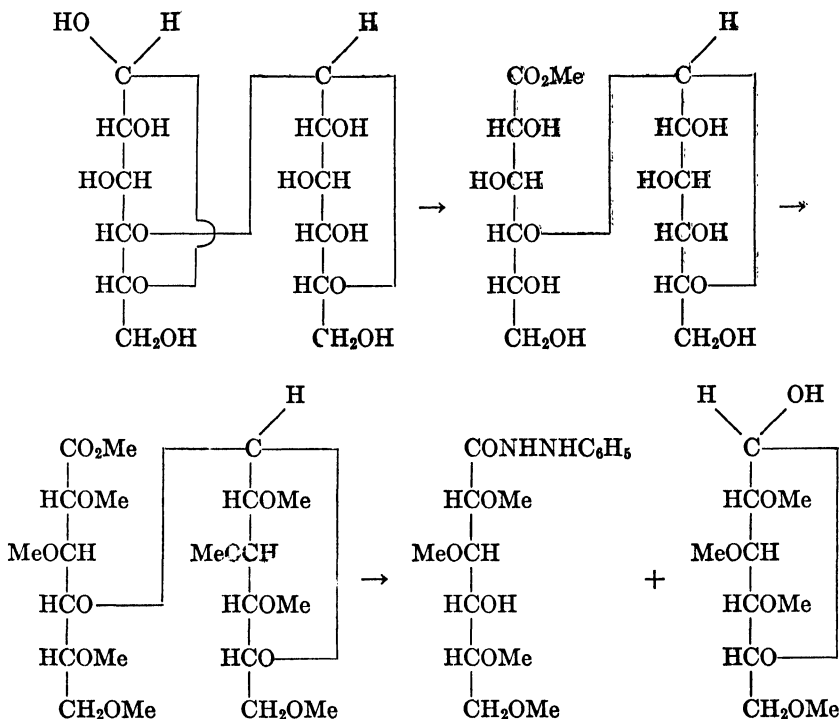 HO H H H
C C CO₂Me C
HCOH HCOH HCOH HCOH
HOCH HOCH HOCH HOCH
HCO HCOH → HCO HCOH →
HCO HCO HCOH HCO
CH₂OH CH₂OH CH₂OH CH₂OH
H H OH
CO₂Me C CONHNHC₆H₅ C
HCOMe HCOMe HCOMe HCOMe
MeOCH MeOCH → MeOCH + MeOCH
HCO HCOMe HCOH HCOMe
HCOMe HCO HCOMe HCO
CH₂OMe CH₂OMe CH₂OMe CH₂OMe